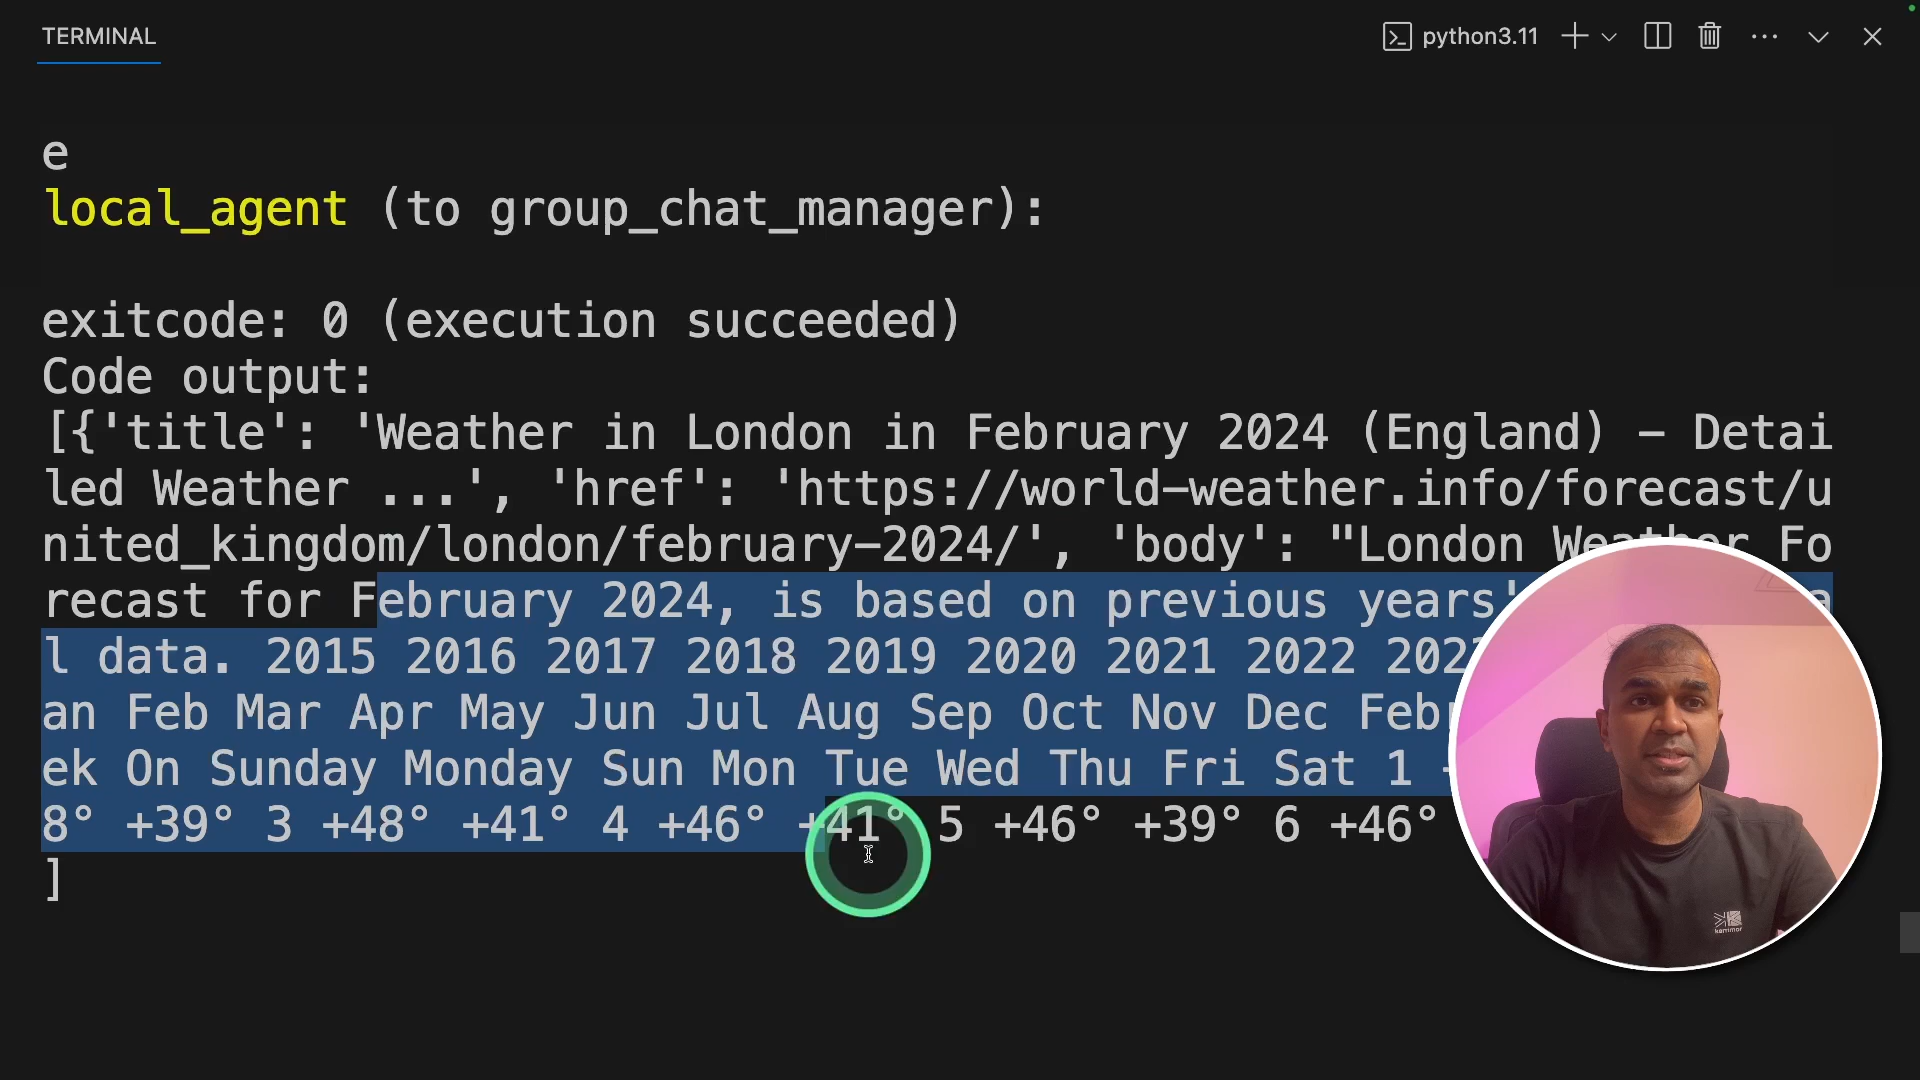 TERMINAL
python3.11
e
local_agent (to group_chat_manager):
exitcode: 0 (execution succeeded)
Code output:
[{'title': 'Weather in London in February 2024 (England) – Detai
led Weather ...', 'href': 'https://world-weather.info/forecast/u
nited_kingdom/london/february-2024/', 'body': "London Weather Fo
recast for February 2024, is based on previous years' a
l data. 2015 2016 2017 2018 2019 2020 2021 2022
an Feb Mar Apr May Jun Jul Aug Sep Oct Nov Dec
ek On Sunday Monday Sun Mon Tue Wed Thu Fri Sat 1
8° +39° 3 +48° +41° 4 +46° +41° 5 +46° +39° 6 +46°
]
karrimor